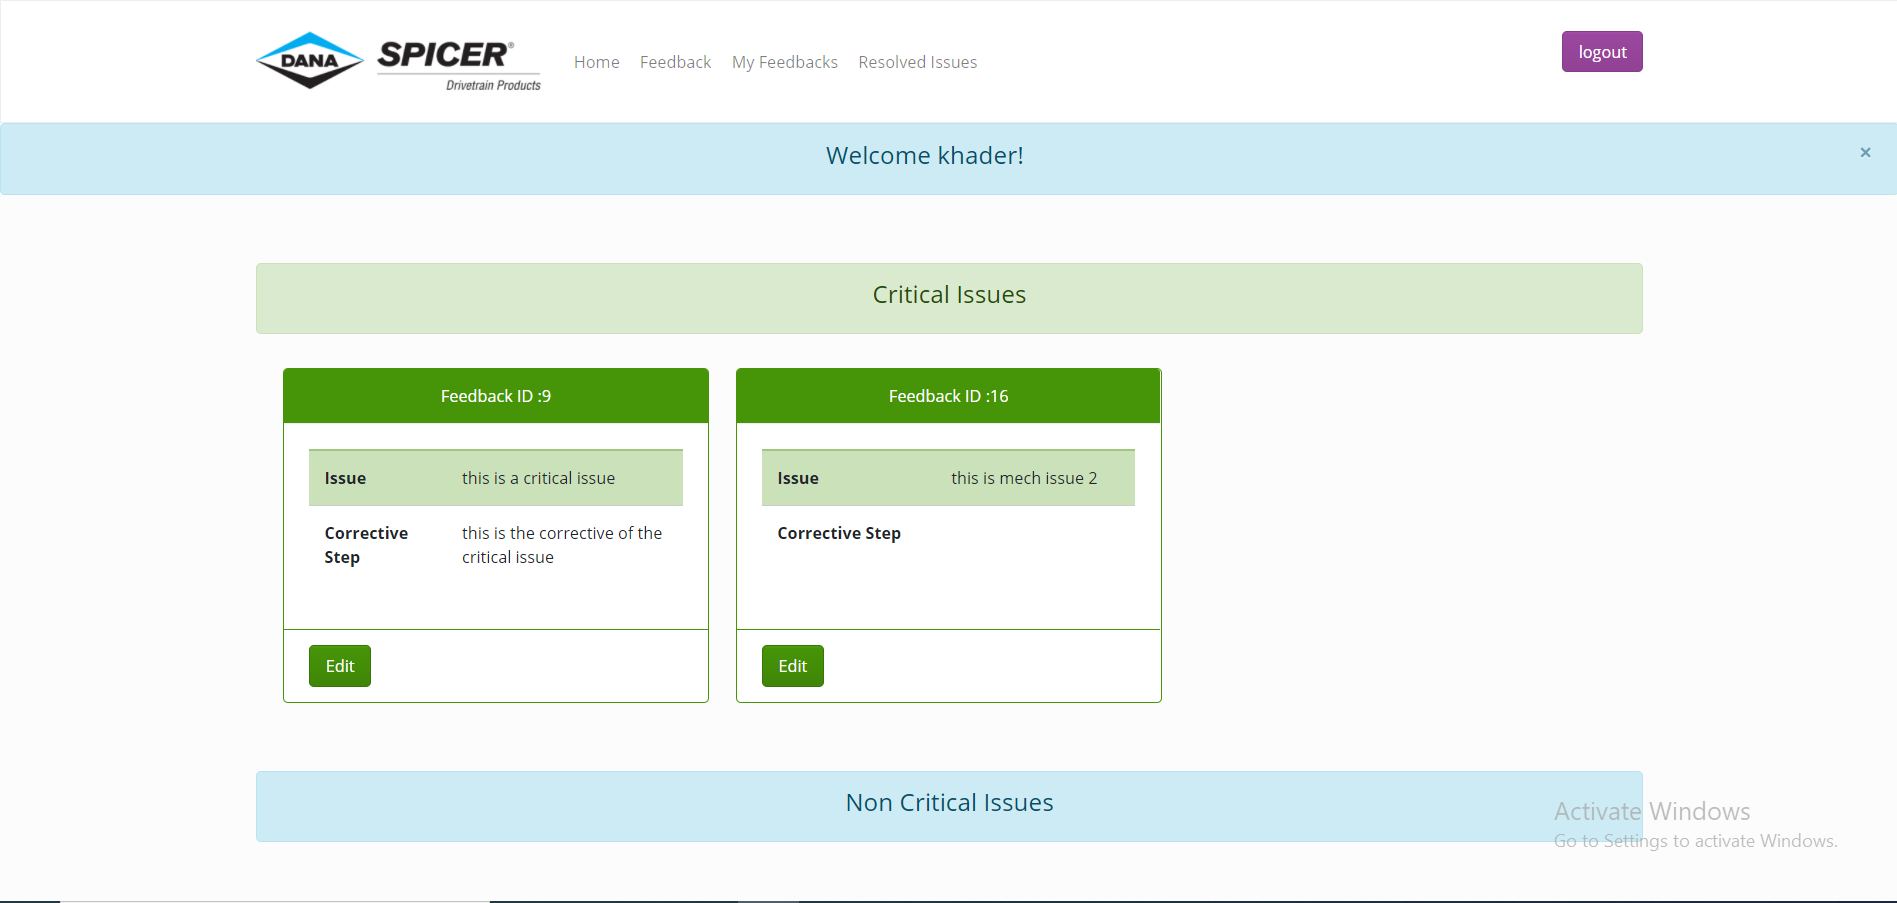 DANA SPICER®
Drivetrain Products
Home Feedback My Feedbacks Resolved Issues
logout
Welcome khader!
×
Critical Issues
Feedback ID :9
Issue this is a critical issue
Corrective Step this is the corrective of the critical issue
Edit
Feedback ID :16
Issue this is mech issue 2
Corrective Step
Edit
Non Critical Issues
Activate Windows
Go to Settings to activate Windows.